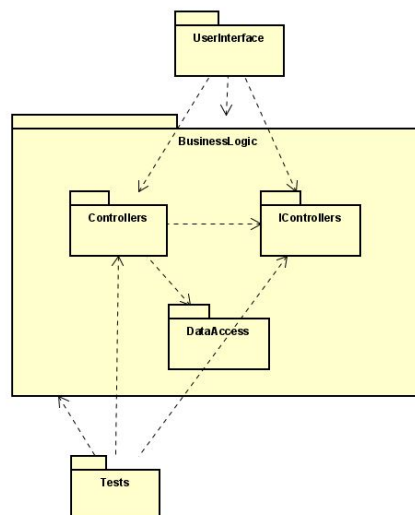 UserInterface
BusinessLogic
Controllers
IControllers
DataAccess
Tests